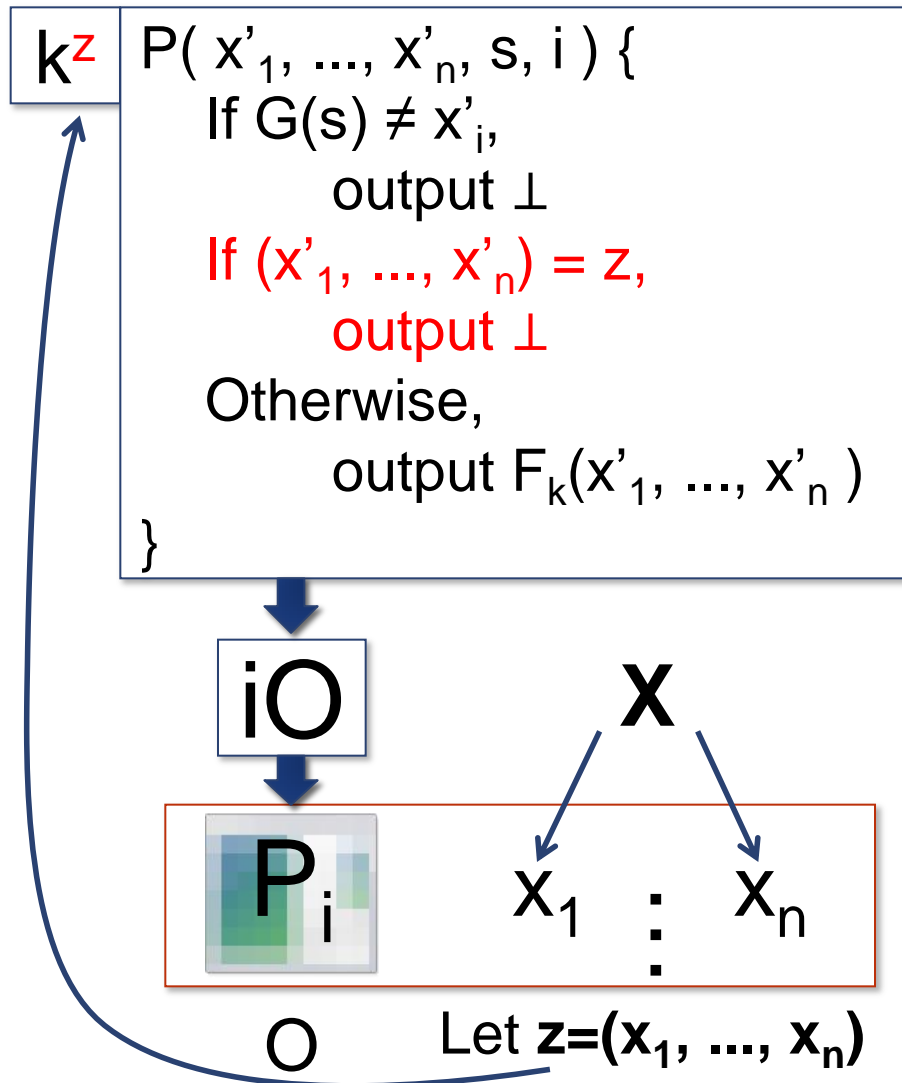 k^z
P( x'_1, ..., x'_n, s, i ) {
If G(s) ≠ x'_i,
output ⊥
If (x'_1, ..., x'_n) = z,
output ⊥
Otherwise,
output F_k(x'_1, ..., x'_n )
}
iO
X
P_i
x_1 ⋮ x_n
O
Let z=(x_1, ..., x_n)